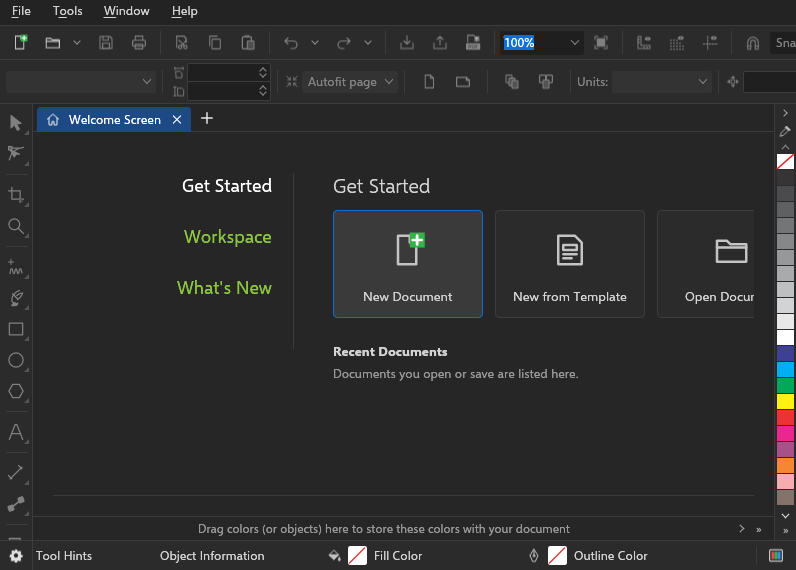 File Tools Window Help
100% Sna
Autofit page Units:
Welcome Screen
Get Started
Workspace
What's New
Get Started
New Document New from Template Open Docur
Recent Documents
Documents you open or save are listed here.
Drag colors (or objects) here to store these colors with your document
Tool Hints Object Information Fill Color Outline Color